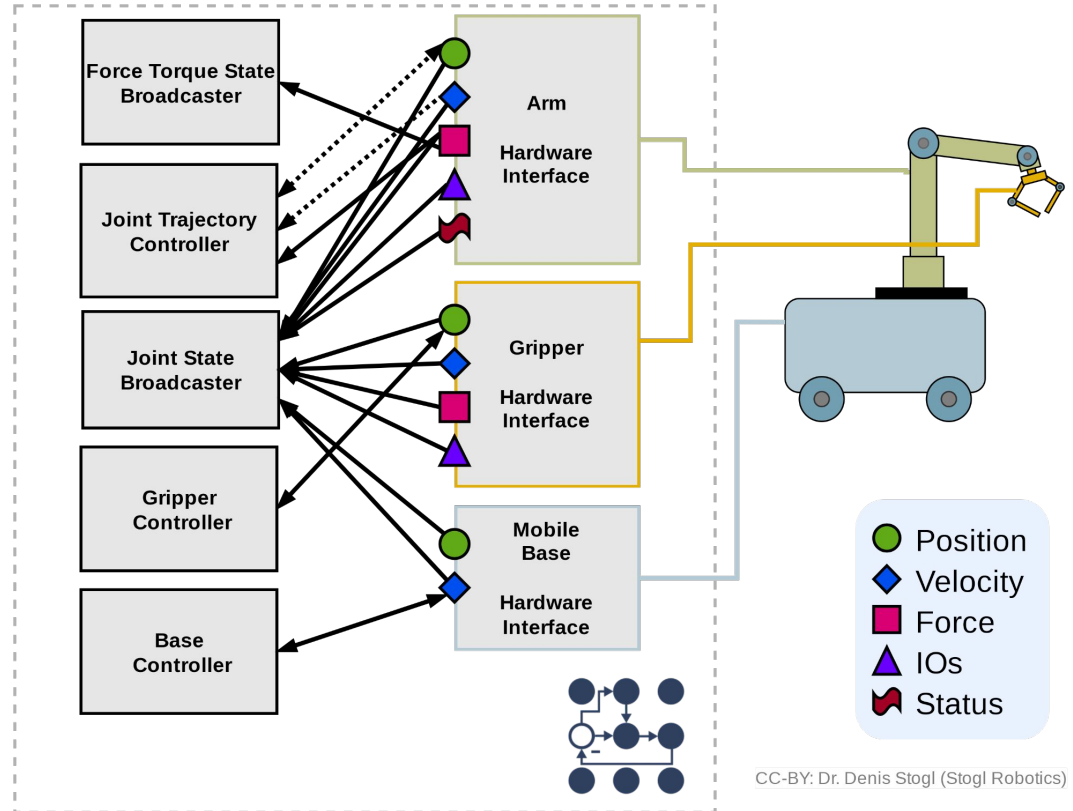 Force Torque State
Broadcaster
Joint Trajectory
Controller
Joint State
Broadcaster
Gripper
Controller
Base
Controller
Arm
Hardware
Interface
Gripper
Hardware
Interface
Mobile
Base
Hardware
Interface
Position
Velocity
Force
IOs
Status
CC-BY: Dr. Denis Stogl (Stogl Robotics)